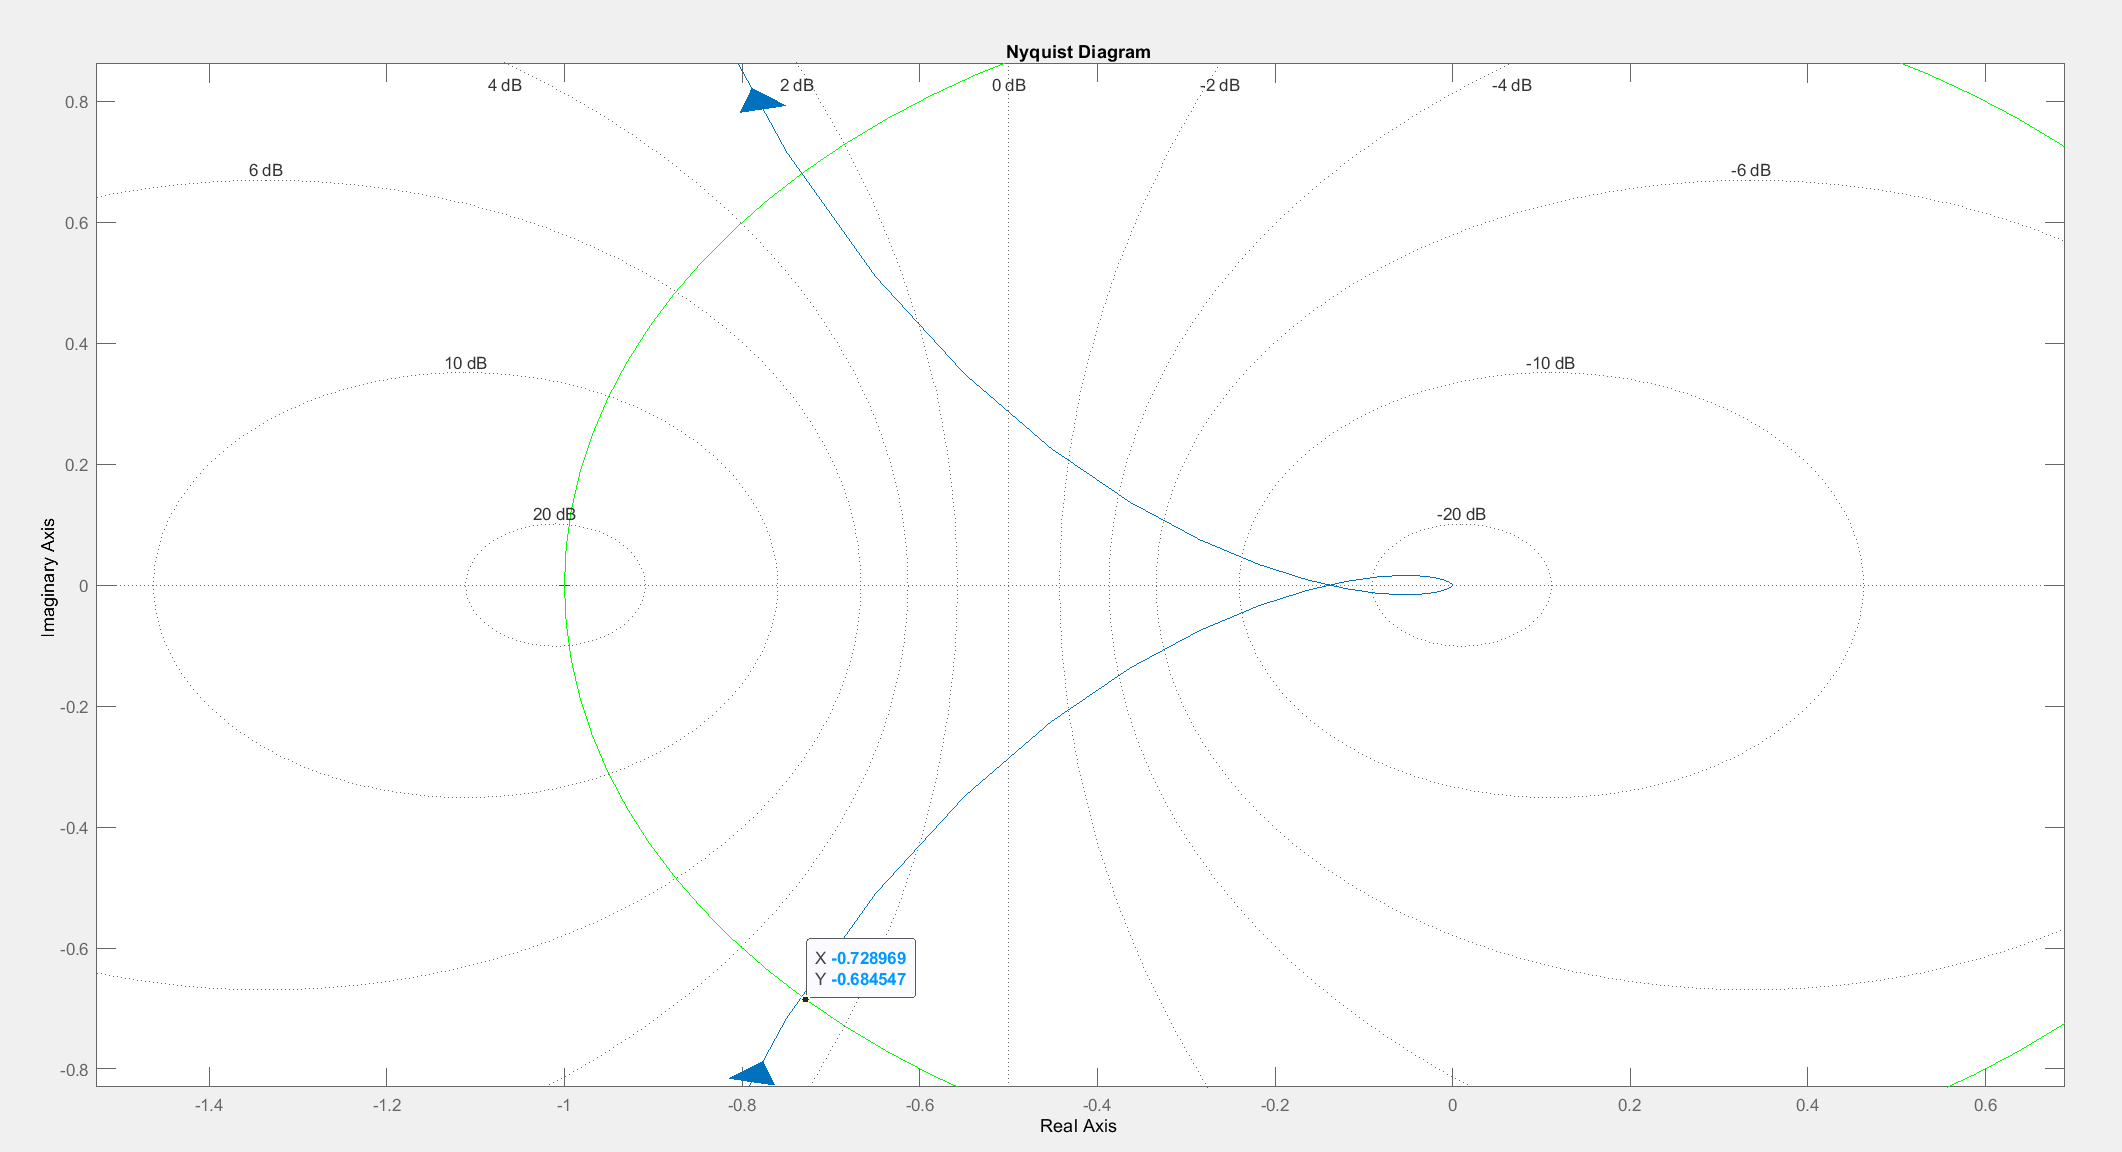 Nyquist Diagram
4 dB
2 dB
0 dB
-2 dB
-4 dB
6 dB
-6 dB
10 dB
-10 dB
20 dB
-20 dB
0.8
0.6
0.4
0.2
0
-0.2
-0.4
-0.6
-0.8
Imaginary Axis
X -0.728969
Y -0.684547
-1.4
-1.2
-1
-0.8
-0.6
-0.4
-0.2
0
0.2
0.4
0.6
Real Axis